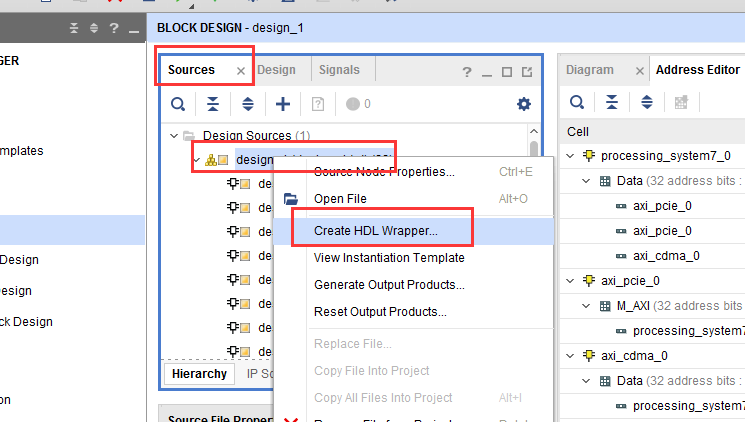 BLOCK DESIGN - design_1
GER
Sources
Design
Signals
?
0
Design Sources (1)
design
de
de
de
de
de
de
de
de
Hierarchy
IP
Source File
Source Node Properties...
Ctrl+E
Open File
Alt+O
Create HDL Wrapper...
View Instantiation Template
Generate Output Products...
Reset Output Products...
Replace File...
Copy File Into Project
Copy All Files Into Project
Alt+I
emplates
Design
esign
ck Design
on
Diagram
Address Editor
Cell
processing_system7_0
Data (32 address bits :
axi_pcie_0
axi_pcie_0
axi_cdma_0
axi_pcie_0
M_AXI (32 address bits
processing_system7
axi_cdma_0
Data (32 address bits :
processing_system7